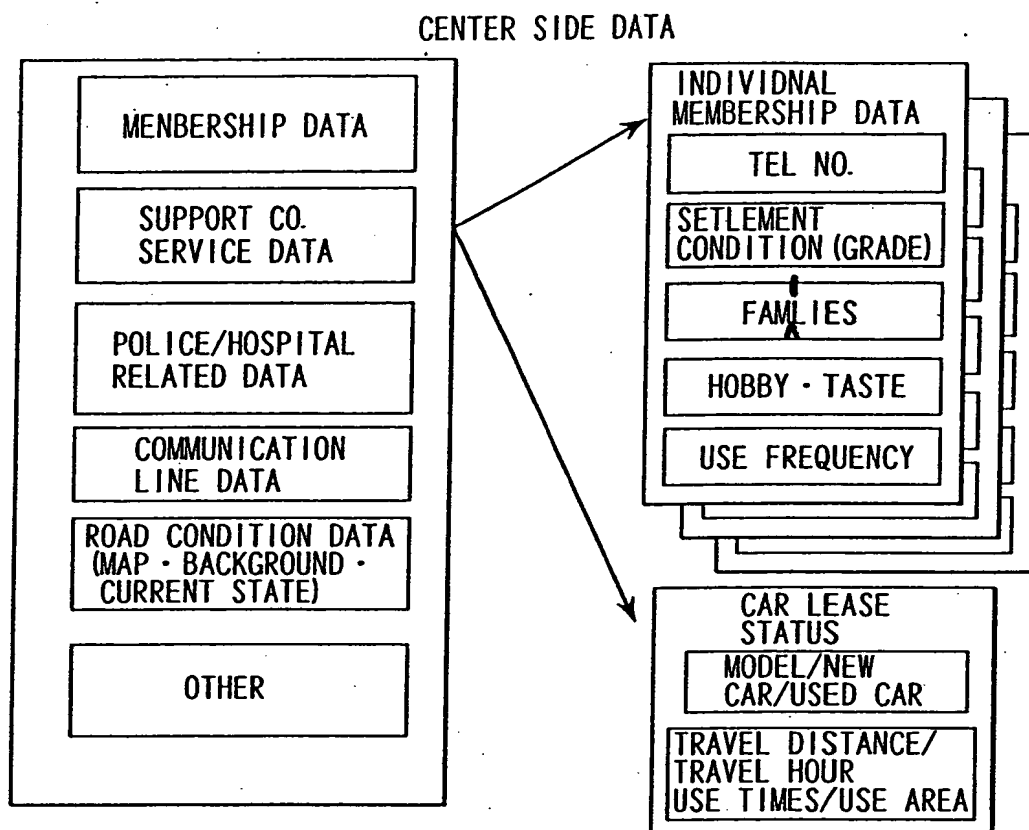 CENTER SIDE DATA
MENBERSHIP DATA
SUPPORT CO.
SERVICE DATA
POLICE/HOSPITAL
RELATED DATA
COMMUNICATION
LINE DATA
ROAD CONDITION DATA
(MAP・BACKGROUND・
CURRENT STATE)
OTHER
INDIVIDNAL
MEMBERSHIP DATA
TEL NO.
SETLEMENT
CONDITION (GRADE)
FAMLIES
HOBBY・TASTE
USE FREQUENCY
CAR LEASE
STATUS
MODEL/NEW
CAR/USED CAR
TRAVEL DISTANCE/
TRAVEL HOUR
USE TIMES/USE AREA